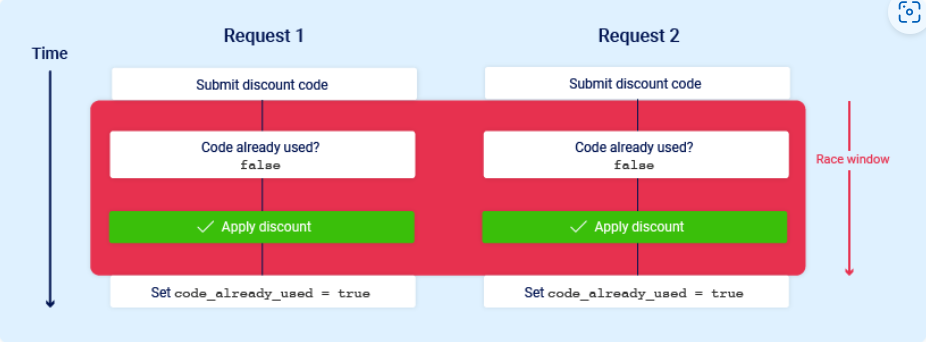 Request 1
Request 2
Time
Submit discount code
Submit discount code
Code already used?
false
Code already used?
false
Race window
Apply discount
Apply discount
Set code_already_used = true
Set code_already_used = true